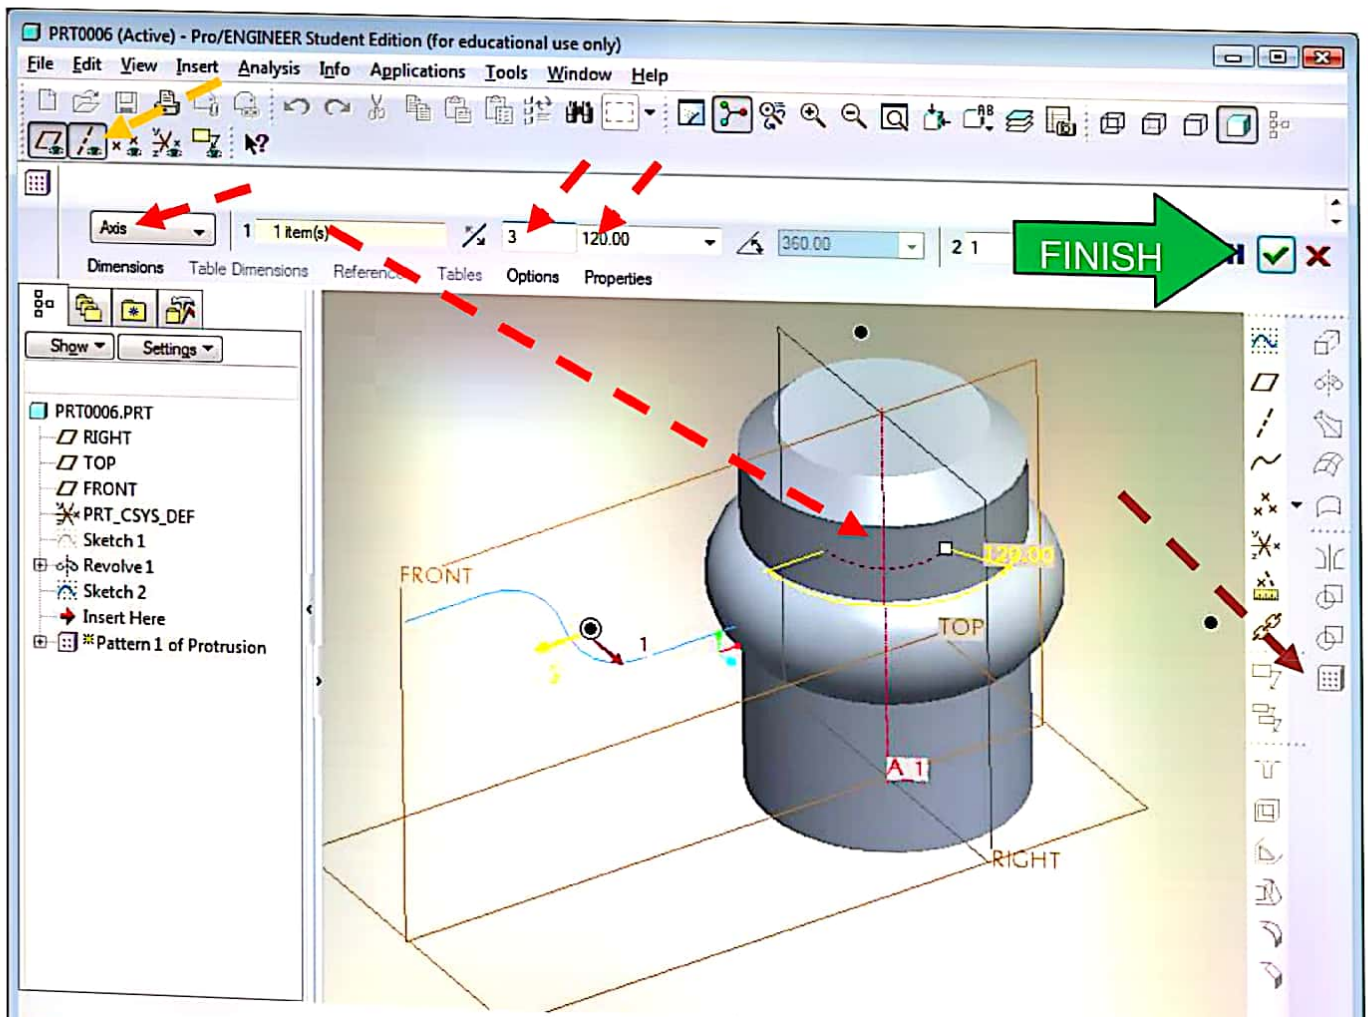 PRT0006 (Active) - Pro/ENGINEER Student Edition (for educational use only)
File Edit View Insert Analysis Info Applications Tools Window Help
Axis 1 1 item(s) 3 120.00 360.00 2 1 FINISH
Dimensions Table Dimensions Tables Options Properties
Show Settings
PRT0006.PRT
RIGHT
TOP
FRONT
PRT_CSYS_DEF
Sketch 1
Revolve 1
Sketch 2
Insert Here
Pattern 1 of Protrusion
120.00
FRONT
TOP
1
A_1
RIGHT